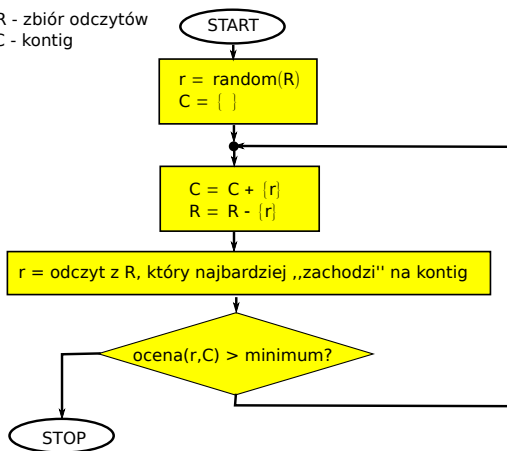 R - zbiór odczytów
C - kontig
START
r = random(R)
C = { }
C = C + {r}
R = R - {r}
r = odczyt z R, który najbardziej ,,zachodzi'' na kontig
ocena(r,C) > minimum?
STOP